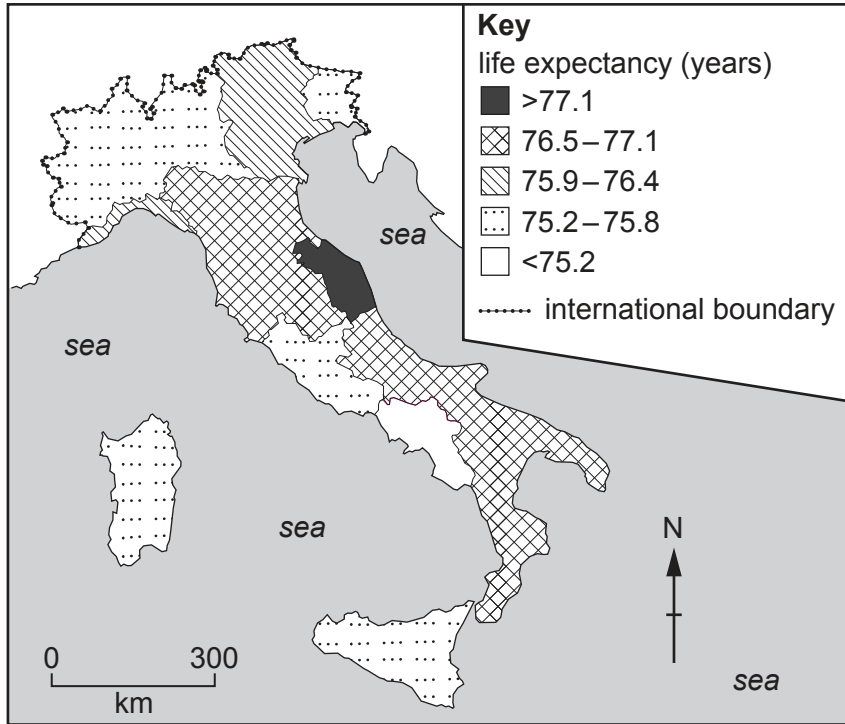 Key
life expectancy (years)
>77.1
76.5–77.1
75.9–76.4
75.2–75.8
<75.2
international boundary
sea
sea
sea
N
0 300
km
sea